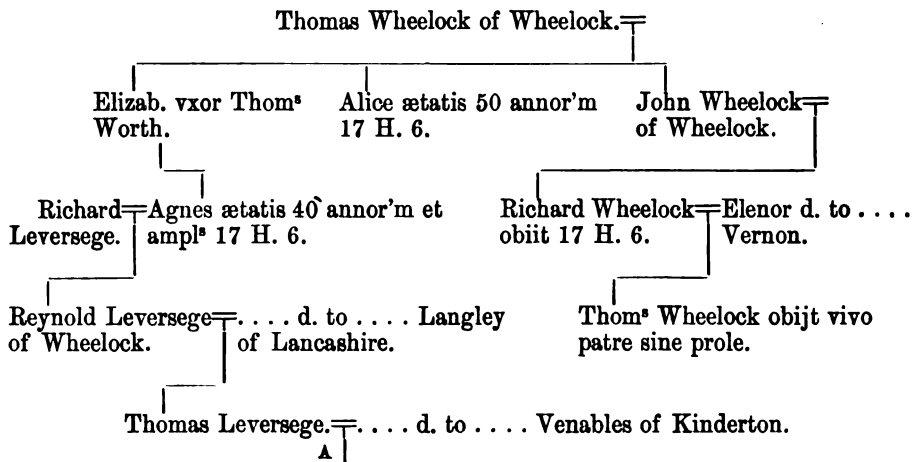 Thomas Wheelock of Wheelock.
Elizab. vxor Thomˢ Worth.
Alice ætatis 50 annor'm
17 H. 6.
John Wheelock
of Wheelock.
Richard
Leversege.
Agnes ætatis 40 annor'm et
amplˢ 17 H. 6.
Richard Wheelock
obiit 17 H. 6.
Elenor d. to . . . .
Vernon.
Reynold Leversege
of Wheelock.
. . . . d. to . . . . Langley
of Lancashire.
Thomˢ Wheelock obijt vivo
patre sine prole.
Thomas Leversege.
. . . . d. to . . . . Venables of Kinderton.
A